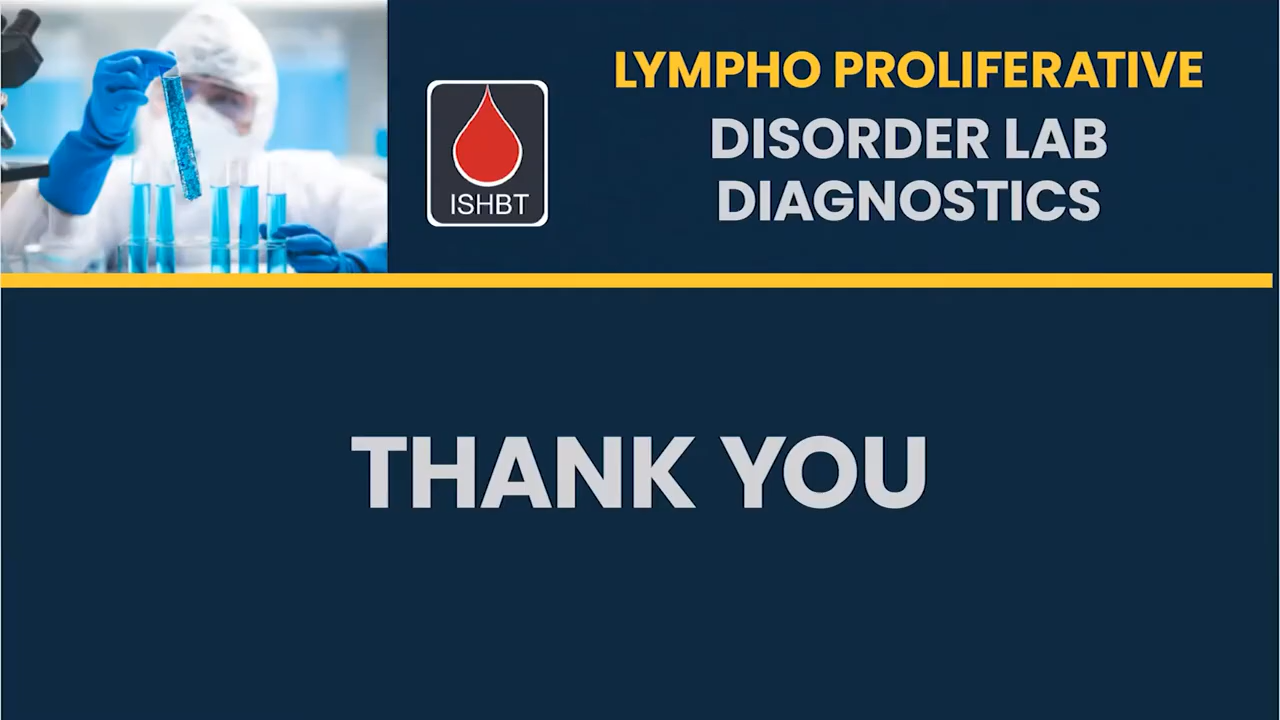 LYMPHO PROLIFERATIVE
DISORDER LAB
DIAGNOSTICS
ISHBT
THANK YOU